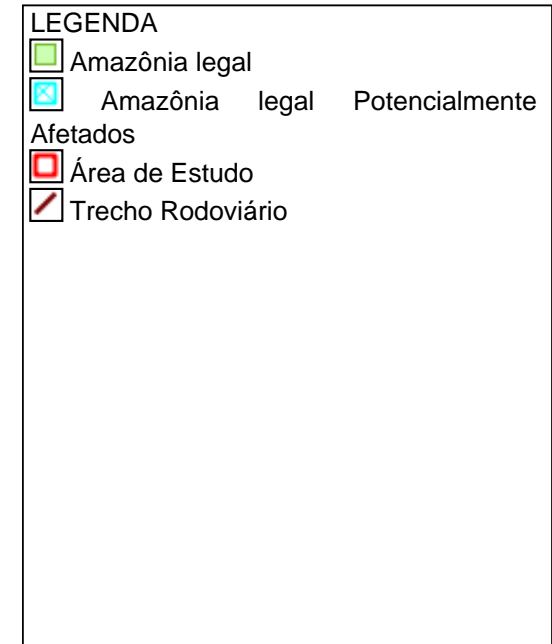 LEGENDA
Amazônia legal
Amazônia legal Potencialmente
Afetados
Área de Estudo
Trecho Rodoviário